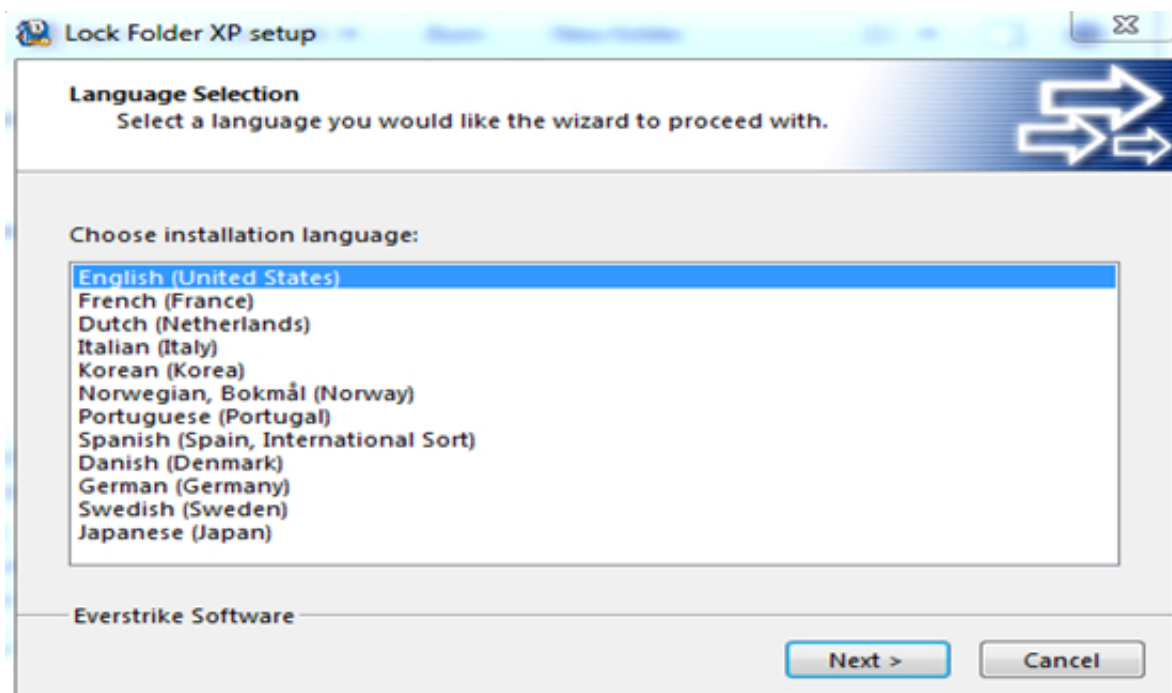 Lock Folder XP setup
Language Selection
Select a language you would like the wizard to proceed with.
Choose installation language:
English (United States)
French (France)
Dutch (Netherlands)
Italian (Italy)
Korean (Korea)
Norwegian, Bokmål (Norway)
Portuguese (Portugal)
Spanish (Spain, International Sort)
Danish (Denmark)
German (Germany)
Swedish (Sweden)
Japanese (Japan)
Everstrike Software
Next >
Cancel